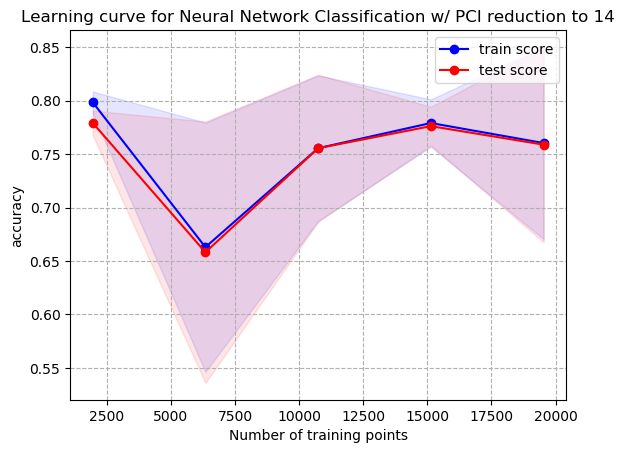 Learning curve for Neural Network Classification w/ PCI reduction to 14
0.85
0.80
0.75
0.70
0.65
0.60
0.55
accuracy
train score
test score
2500 5000 7500 10000 12500 15000 17500 20000
Number of training points